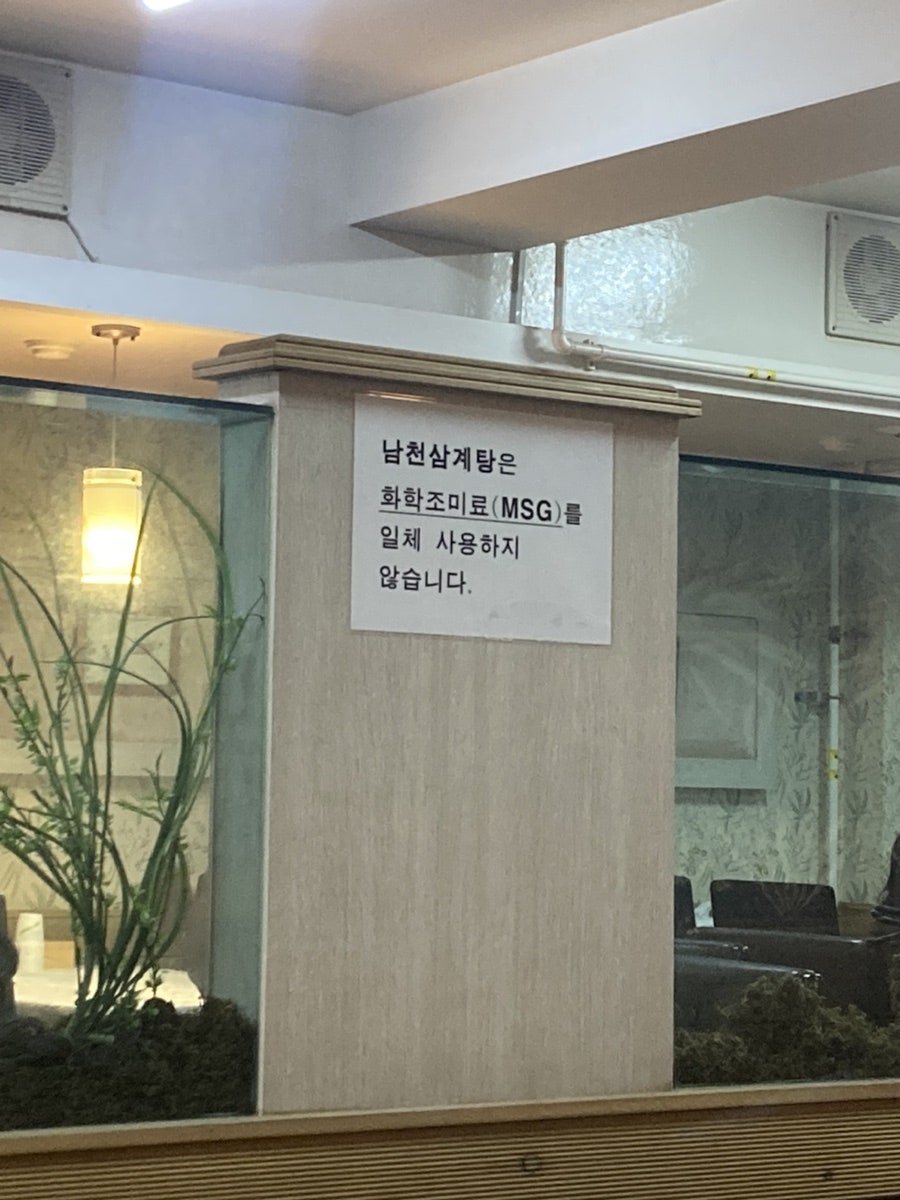 남천삼계탕은
화학조미료(MSG)를
일체 사용하지
않습니다.